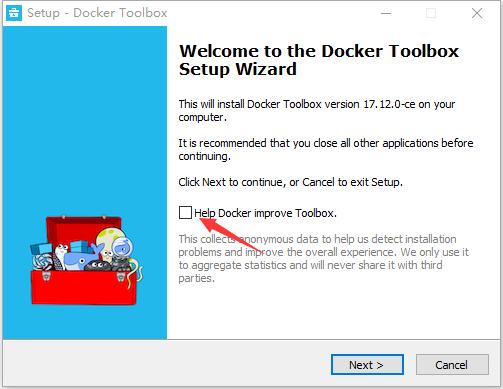 Setup - Docker Toolbox
Welcome to the Docker Toolbox
Setup Wizard
This will install Docker Toolbox version 17.12.0-ce on your
computer.
It is recommended that you close all other applications before
continuing.
Click Next to continue, or Cancel to exit Setup.
Help Docker improve Toolbox.
This collects anonymous data to help us detect installation
problems and improve the overall experience. We only use it
to aggregate statistics and will never share it with third
parties.
Next >
Cancel